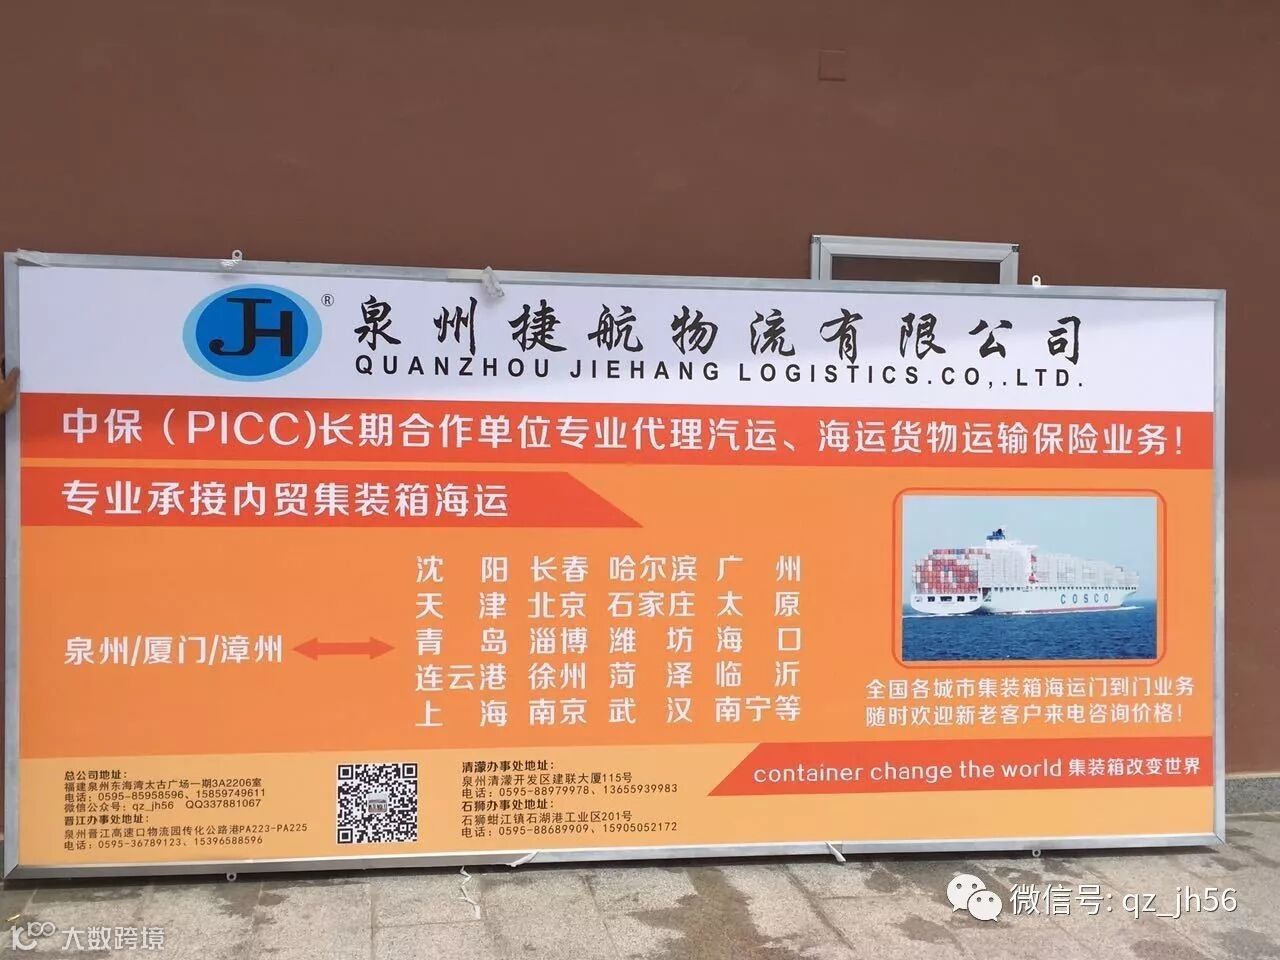 JH ®
泉州捷航物流有限公司
QUANZHOU JIEHANG LOGISTICS.CO,.LTD.
中保（PICC)长期合作单位专业代理汽运、海运货物运输保险业务！
专业承接内贸集装箱海运
泉州/厦门/漳州
沈阳 长春 哈尔滨 广州
天津 北京 石家庄 太原
青岛 淄博 潍坊 海口
连云港 徐州 菏泽 临沂
上海 南京 武汉 南宁等
COSCO
全国各城市集装箱海运门到门业务
随时欢迎新老客户来电咨询价格！
container change the world 集装箱改变世界
总公司地址：
福建泉州东海湾太古广场一期3A2206室
电话：0595-85958596、15859749611
微信公众号：qz_jh56 QQ337881067
晋江办事处地址：
泉州晋江高速口物流园传化公路港PA223-PA225
电话：0595-36789123、15396588596
清濛办事处地址：
泉州清濛开发区建联大厦115号
电话：0595-88979978、13655939983
石狮办事处地址：
石狮蚶江镇石湖港工业区201号
电话：0595-88689909、15905052172
微信号: qz_jh56
大数跨境